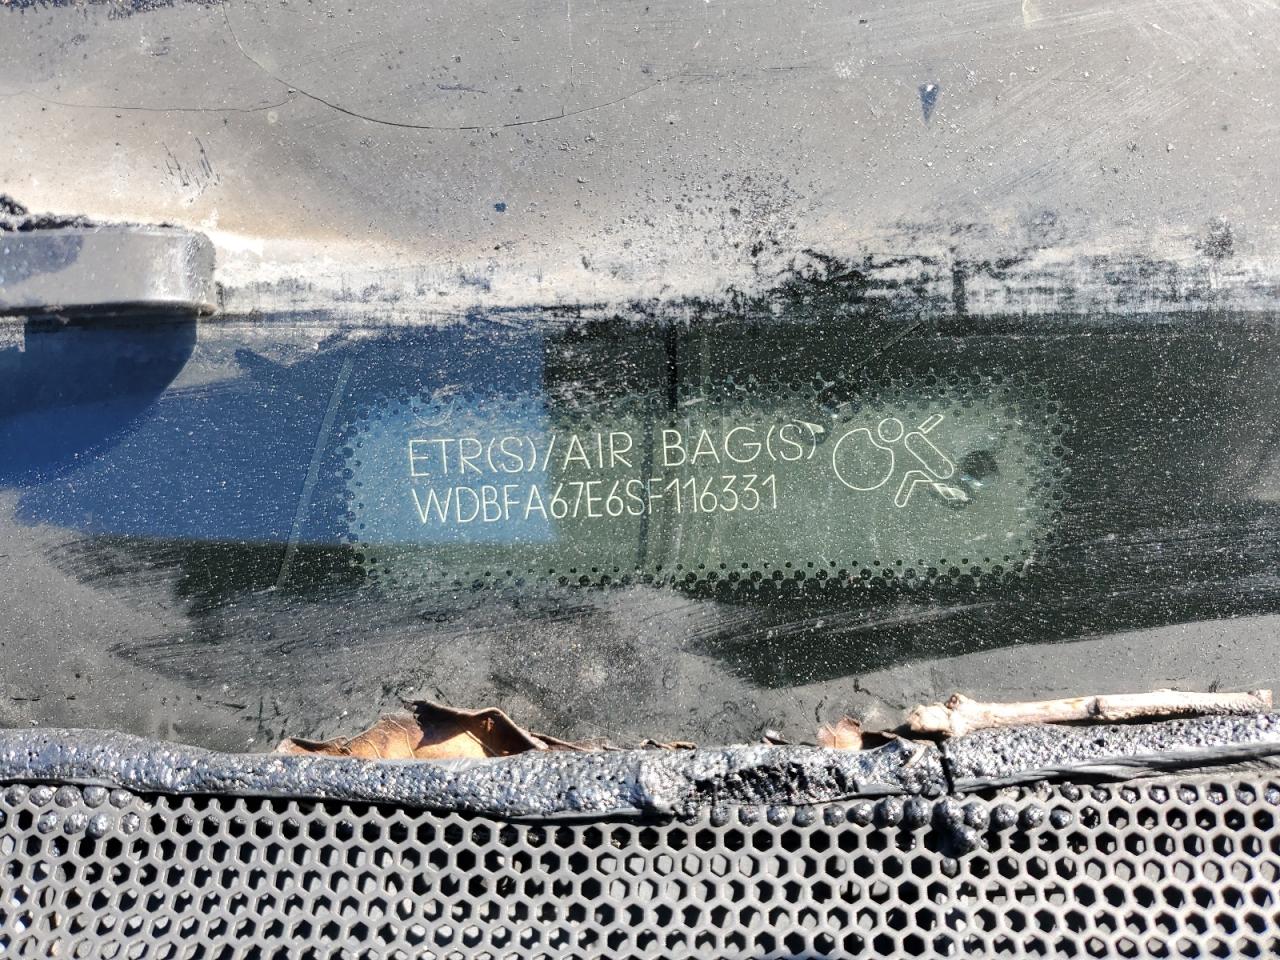 ETR(S)/AIR BAG(S)
WDBFA67E6SF116331